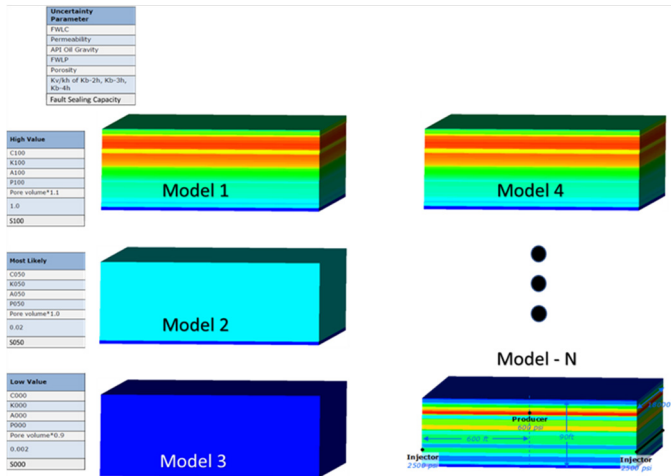 Uncertainty
Parameter
FWLC
Permeability
API Oil Gravity
FWLP
Porosity
Kv/kh of Kb-2h, Kb-3h,
Kb-4h
Fault Sealing Capacity
High Value
C100
K100
A100
P100
Pore volume*1.1
1.0
S100
Model 1
Model 4
Most Likely
C050
K050
A050
P050
Pore volume*1.0
0.02
S050
Model 2
Model - N
Low Value
C000
K000
A000
P000
Pore volume*0.9
0.002
S000
Model 3
Producer
600 psi
600 ft
60ft
Injector
2500 psi
Injector
2500 psi